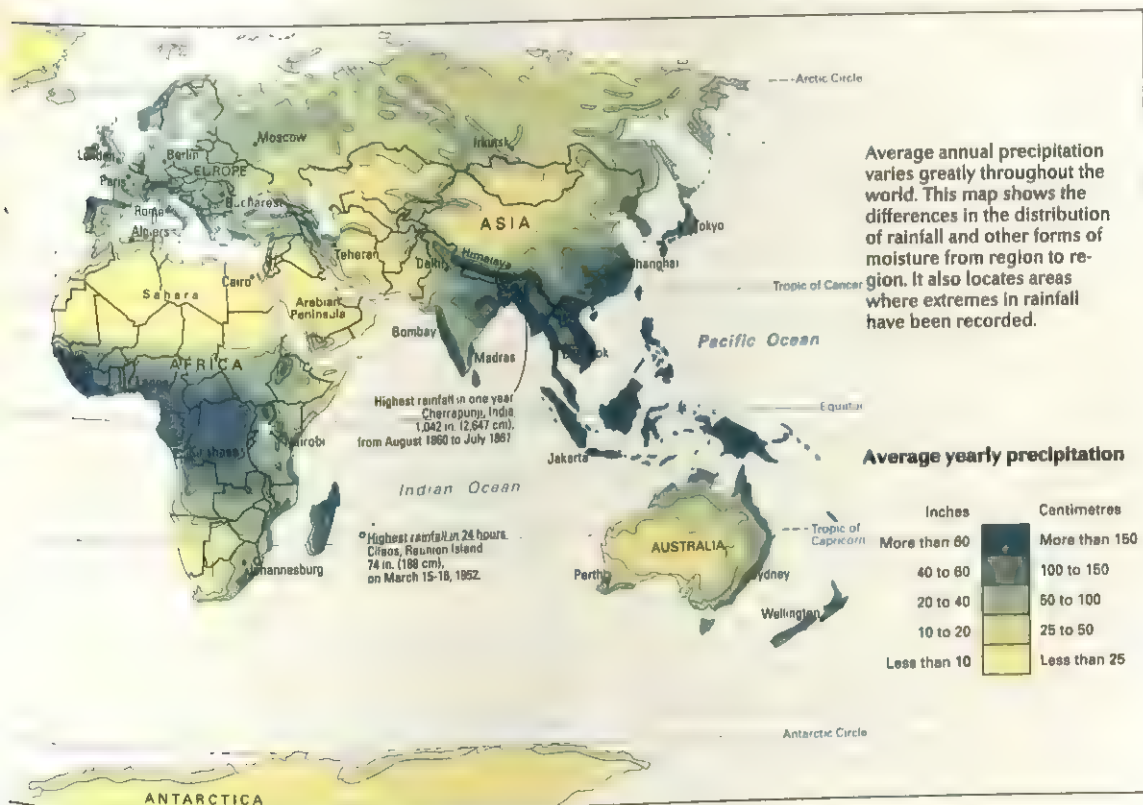 Arctic Circle
Moscow
London
Berlin
Irkutsk
EUROPE
Paris
Bucharest
Rome
ASIA
Algiers
Tokyo
Teheran
Himalaya
Shanghai
Cairo
Delhi
Sahara
Arabian
Peninsula
Tropic of Cancer
Bombay
Pacific Ocean
AFRICA
Madras
Lagos
Highest rainfall in one year
Cherrapunji, India
1,042 in. (2,647 cm),
from August 1860 to July 1861
Equator
Nairobi
Kinshasa
Jakarta
Indian Ocean
Highest rainfall in 24 hours
Cilaos, Reunion Island
74 in. (188 cm),
on March 15-16, 1952.
Tropic of
Capricorn
AUSTRALIA
Johannesburg
Perth
Sydney
Wellington
Antarctic Circle
ANTARCTICA
Average annual precipitation
varies greatly throughout the
world. This map shows the
differences in the distribution
of rainfall and other forms of
moisture from region to re-
gion. It also locates areas
where extremes in rainfall
have been recorded.
Average yearly precipitation
Inches Centimetres
More than 60 More than 150
40 to 60 100 to 150
20 to 40 50 to 100
10 to 20 25 to 50
Less than 10 Less than 25